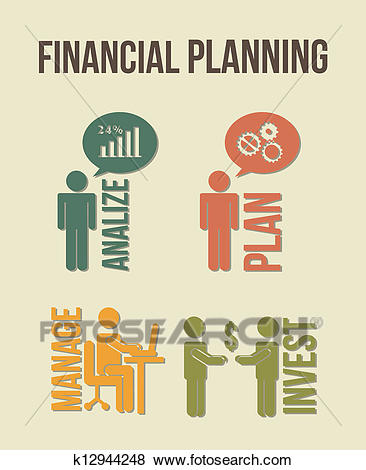 FINANCIAL PLANNING
24%
ANALIZE
PLAN
MANAGE
$
INVEST
FOTOSEARCH®
k12944248 www.fotosearch.com